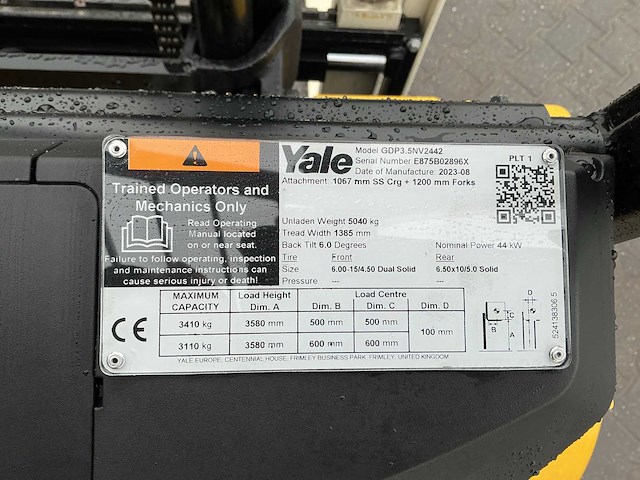 Yale
Model GDP3.5NV2442
Serial Number E875B02896X
Date of Manufacture: 2023-08
PLT 1
Attachment: 1067 mm SS Crg + 1200 mm Forks
Trained Operators and
Mechanics Only
Read Operating
Manual located
on or near seat.
Failure to follow operating, inspection
and maintenance instructions can
cause serious injury or death!
Unladen Weight 5040 kg
Tread Width 1385 mm
Back Tilt 6.0 Degrees Nominal Power 44 kW
Tire Front Rear
Size 6.00-15/4.50 Dual Solid 6.50x10/5.0 Solid
Pressure --- ---
MAXIMUM CAPACITY Load Height Dim. A Load Centre Dim. B Dim. C Dim. D
3410 kg 3580 mm 500 mm 500 mm 100 mm
3110 kg 3580 mm 600 mm 600 mm
CE
D
C
B
A
524138306.5
YALE EUROPE, CENTENNIAL HOUSE, FRIMLEY BUSINESS PARK, FRIMLEY, UNITED KINGDOM